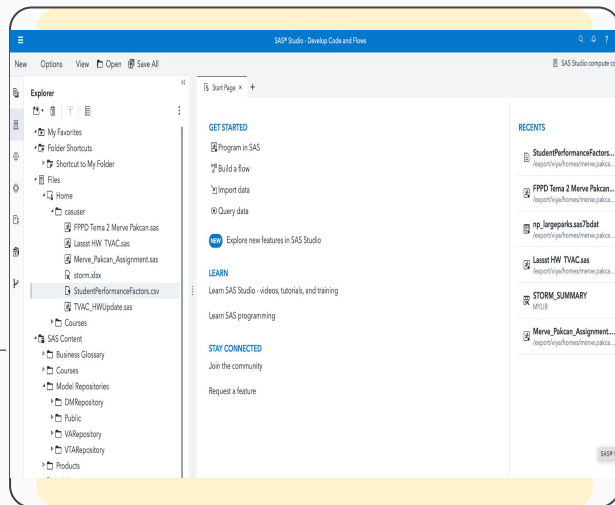 SAS® Studio - Develop Code and Flows
New Options View Open Save All
SAS Studio compute co
Explorer
My Favorites
Folder Shortcuts
Shortcut to My Folder
Files
Home
casuser
FPPD Tema 2 Merve Pakcan.sas
Lassst HW TVAC.sas
Merve_Pakcan_Assignment.sas
storm.xlsx
StudentPerformanceFactors.csv
TVAC_HWUpdate.sas
Courses
SAS Content
Business Glossary
Courses
Model Repositories
DMRepository
Public
VARepository
VTARepository
Products
Start Page
GET STARTED
Program in SAS
Build a flow
Import data
Query data
NEW Explore new features in SAS Studio
LEARN
Learn SAS Studio - videos, tutorials, and training
Learn SAS programming
STAY CONNECTED
Join the community
Request a feature
RECENTS
StudentPerformanceFactors...
/export/viya/homes/merve.pakca...
FPPD Tema 2 Merve Pakcan...
/export/viya/homes/merve.pakca...
np_largeparks.sas7bdat
/export/viya/homes/merve.pakca...
Lassst HW TVAC.sas
/export/viya/homes/merve.pakca...
STORM_SUMMARY
MYLIB
Merve_Pakcan_Assignment....
/export/viya/homes/merve.pakca...
SAS®